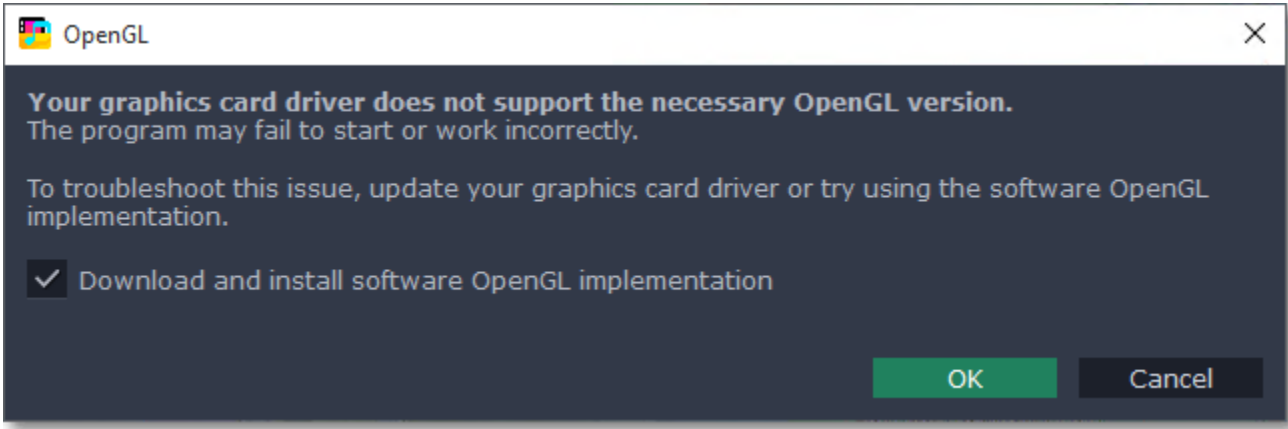 OpenGL
Your graphics card driver does not support the necessary OpenGL version.
The program may fail to start or work incorrectly.
To troubleshoot this issue, update your graphics card driver or try using the software OpenGL
implementation.
Download and install software OpenGL implementation
OK
Cancel